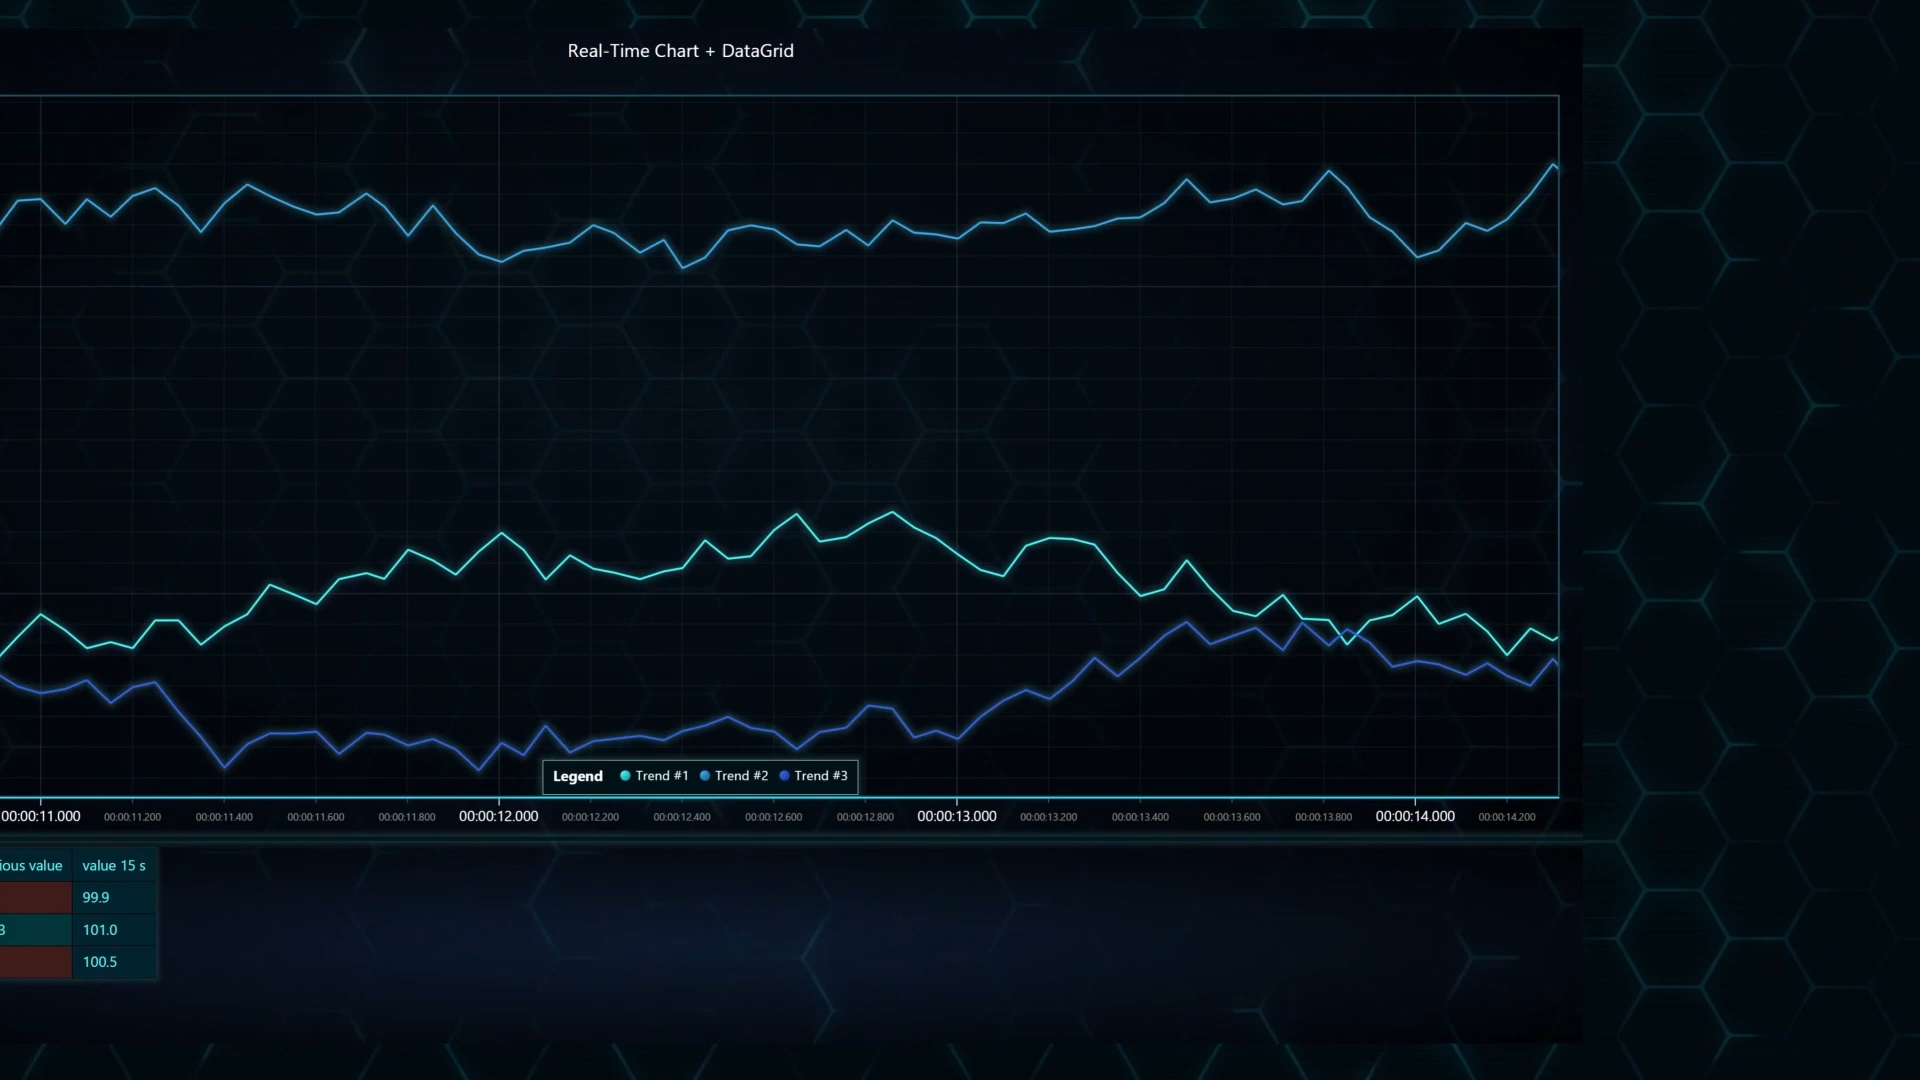 Real-Time Chart + DataGrid
Legend Trend #1 Trend #2 Trend #3
00:00:11.000 00:00:11.200 00:00:11.400 00:00:11.600 00:00:11.800 00:00:12.000 00:00:12.200 00:00:12.400 00:00:12.600 00:00:12.800 00:00:13.000 00:00:13.200 00:00:13.400 00:00:13.600 00:00:13.800 00:00:14.000 00:00:14.200
ious value value 15 s
99.9
3 101.0
100.5